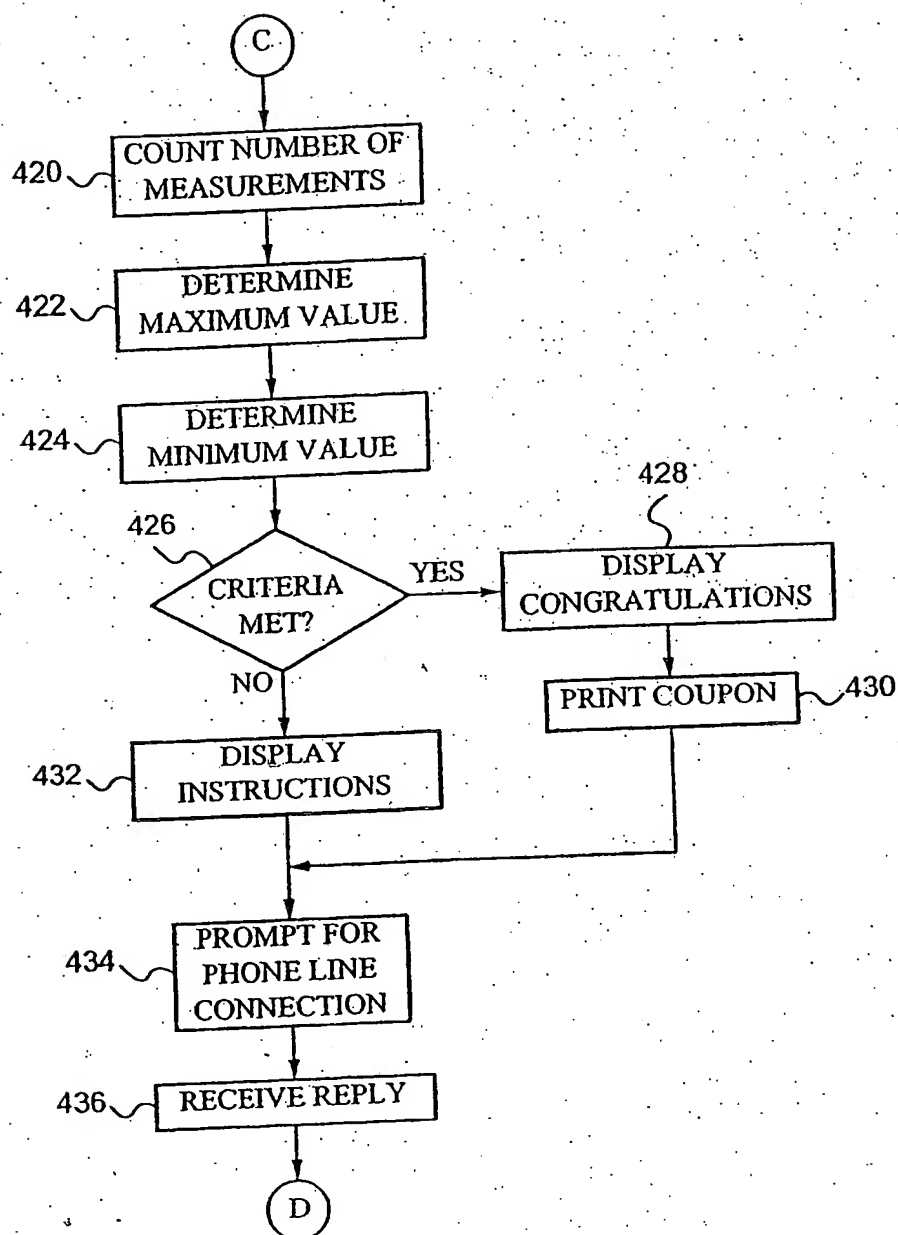 C
420
COUNT NUMBER OF
MEASUREMENTS
422
DETERMINE
MAXIMUM VALUE
424
DETERMINE
MINIMUM VALUE
426
CRITERIA
MET?
YES
NO
428
DISPLAY
CONGRATULATIONS
PRINT COUPON
430
432
DISPLAY
INSTRUCTIONS
434
PROMPT FOR
PHONE LINE
CONNECTION
436
RECEIVE REPLY
D